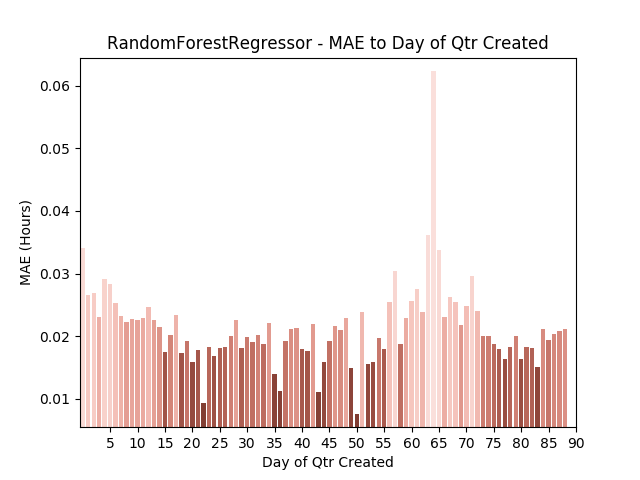 RandomForestRegressor - MAE to Day of Qtr Created
0.06
0.05
0.04
0.03
0.02
0.01
MAE (Hours)
5 10 15 20 25 30 35 40 45 50 55 60 65 70 75 80 85 90
Day of Qtr Created